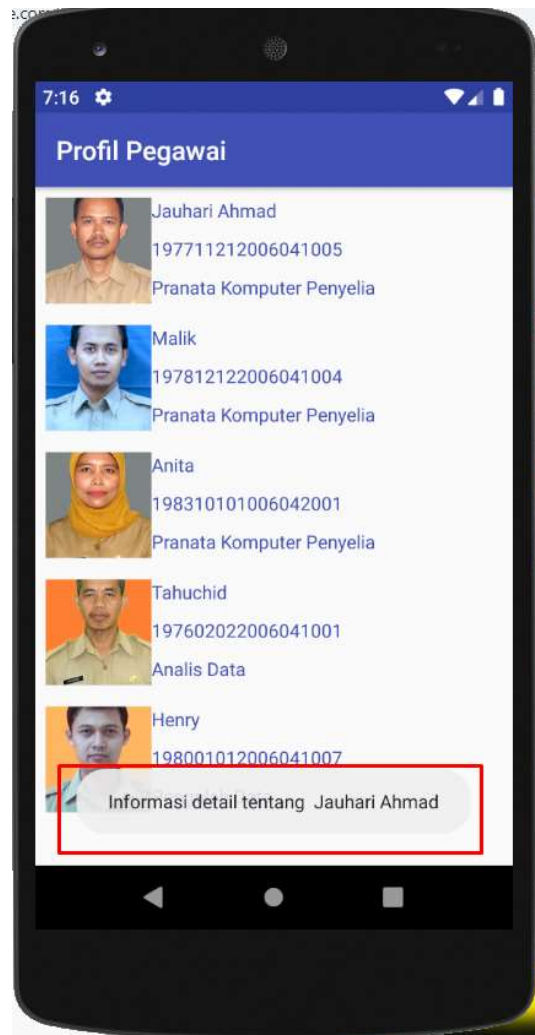 7:16
Profil Pegawai
Jauhari Ahmad
197711212006041005
Pranata Komputer Penyelia
Malik
197812122006041004
Pranata Komputer Penyelia
Anita
198310101006042001
Pranata Komputer Penyelia
Tahuchid
197602022006041001
Analis Data
Henry
198001012006041007
Informasi detail tentang Jauhari Ahmad